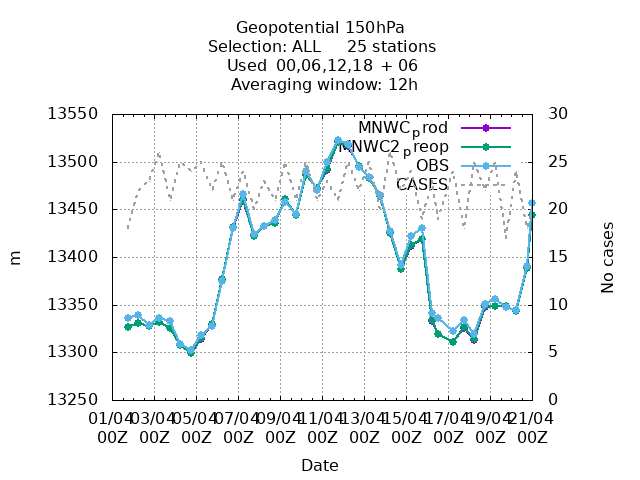 Geopotential 150hPa
Selection: ALL     25 stations
Used  00,06,12,18  + 06
Averaging window: 12h
13550
13500
13450
13400
13350
13300
13250
m
30
25
20
15
10
5
0
No cases
MNWCprod
MNWC2preop
OBS
CASES
01/04 03/04 05/04 07/04 09/04 11/04 13/04 15/04 17/04 19/04 21/04
00Z 00Z 00Z 00Z 00Z 00Z 00Z 00Z 00Z 00Z 00Z
Date